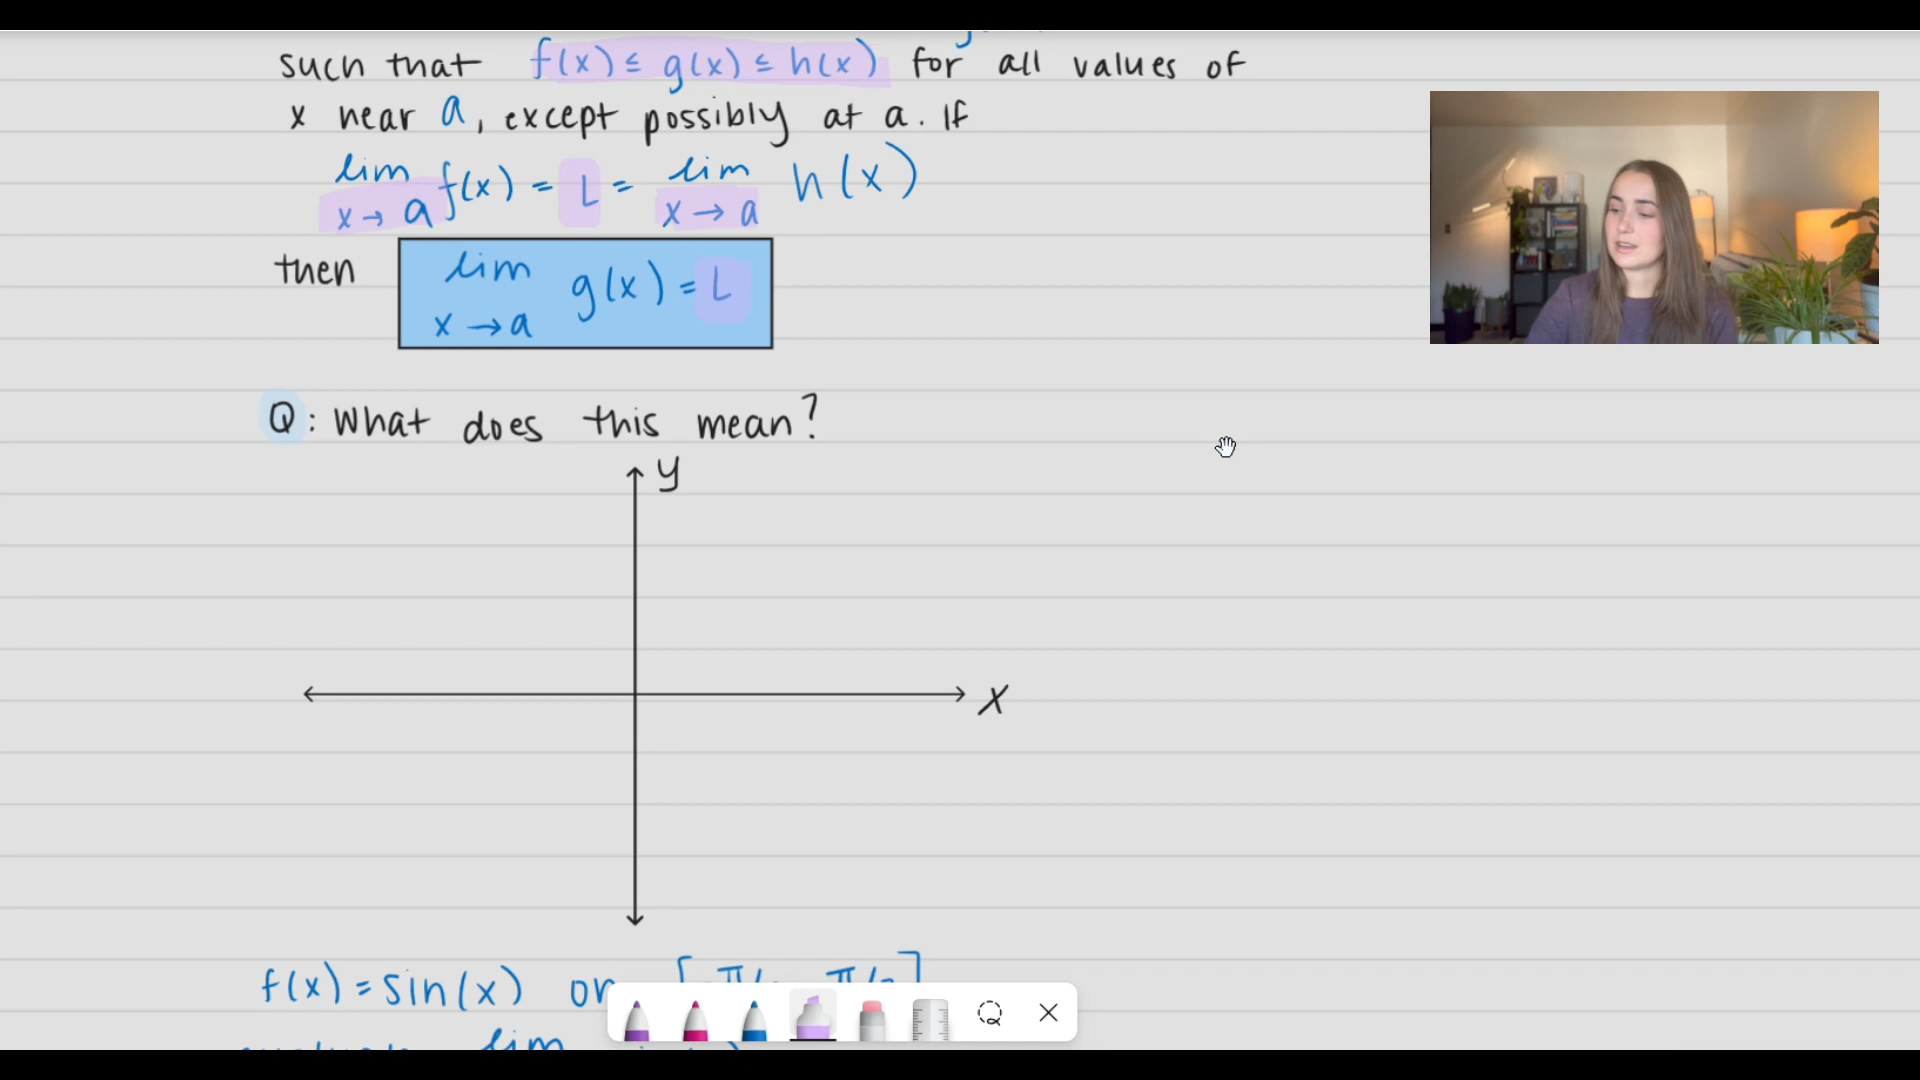 such that f(x) ≤ g(x) ≤ h(x) for all values of
x near a, except possibly at a. If
lim f(x) = L = lim h(x)
x → a x → a
then lim g(x) = L
x → a
Q: What does this mean?
y
x
f(x) = sin(x) on
lim